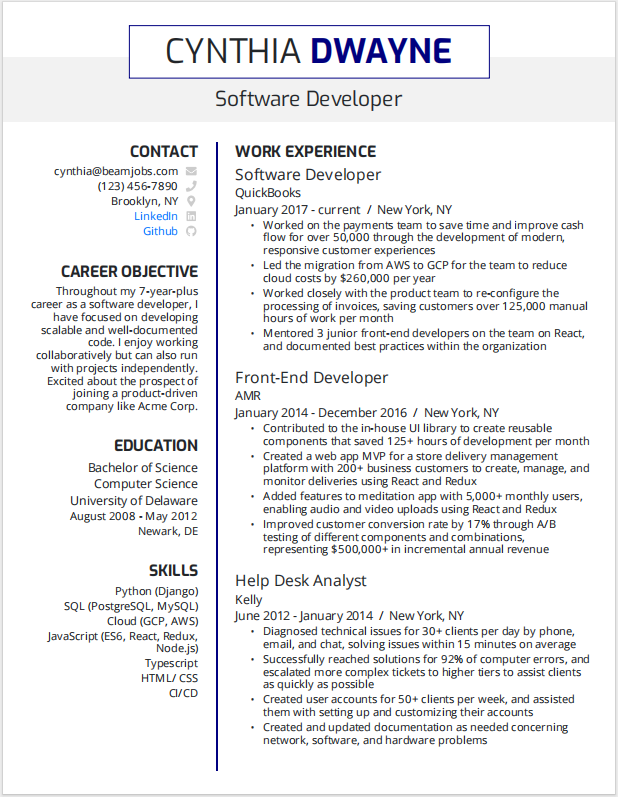 CYNTHIA DWAYNE
Software Developer
CONTACT
cynthia@beamjobs.com
(123) 456-7890
Brooklyn, NY
LinkedIn
Github
CAREER OBJECTIVE
Throughout my 7-year-plus
career as a software developer, I
have focused on developing
scalable and well-documented
code. I enjoy working
collaboratively but can also run
with projects independently.
Excited about the prospect of
joining a product-driven
company like Acme Corp.
EDUCATION
Bachelor of Science
Computer Science
University of Delaware
August 2008 - May 2012
Newark, DE
SKILLS
Python (Django)
SQL (PostgreSQL, MySQL)
Cloud (GCP, AWS)
JavaScript (ES6, React, Redux,
Node.js)
Typescript
HTML/ CSS
CI/CD
WORK EXPERIENCE
Software Developer
QuickBooks
January 2017 - current / New York, NY
• Worked on the payments team to save time and improve cash
flow for over 50,000 through the development of modern,
responsive customer experiences
• Led the migration from AWS to GCP for the team to reduce
cloud costs by $260,000 per year
• Worked closely with the product team to re-configure the
processing of invoices, saving customers over 125,000 manual
hours of work per month
• Mentored 3 junior front-end developers on the team on React,
and documented best practices within the organization
Front-End Developer
AMR
January 2014 - December 2016 / New York, NY
• Contributed to the in-house UI library to create reusable
components that saved 125+ hours of development per month
• Created a web app MVP for a store delivery management
platform with 200+ business customers to create, manage, and
monitor deliveries using React and Redux
• Added features to meditation app with 5,000+ monthly users,
enabling audio and video uploads using React and Redux
• Improved customer conversion rate by 17% through A/B
testing of different components and combinations,
representing $500,000+ in incremental annual revenue
Help Desk Analyst
Kelly
June 2012 - January 2014 / New York, NY
• Diagnosed technical issues for 30+ clients per day by phone,
email, and chat, solving issues within 15 minutes on average
• Successfully reached solutions for 92% of computer errors, and
escalated more complex tickets to higher tiers to assist clients
as quickly as possible
• Created user accounts for 50+ clients per week, and assisted
them with setting up and customizing their accounts
• Created and updated documentation as needed concerning
network, software, and hardware problems